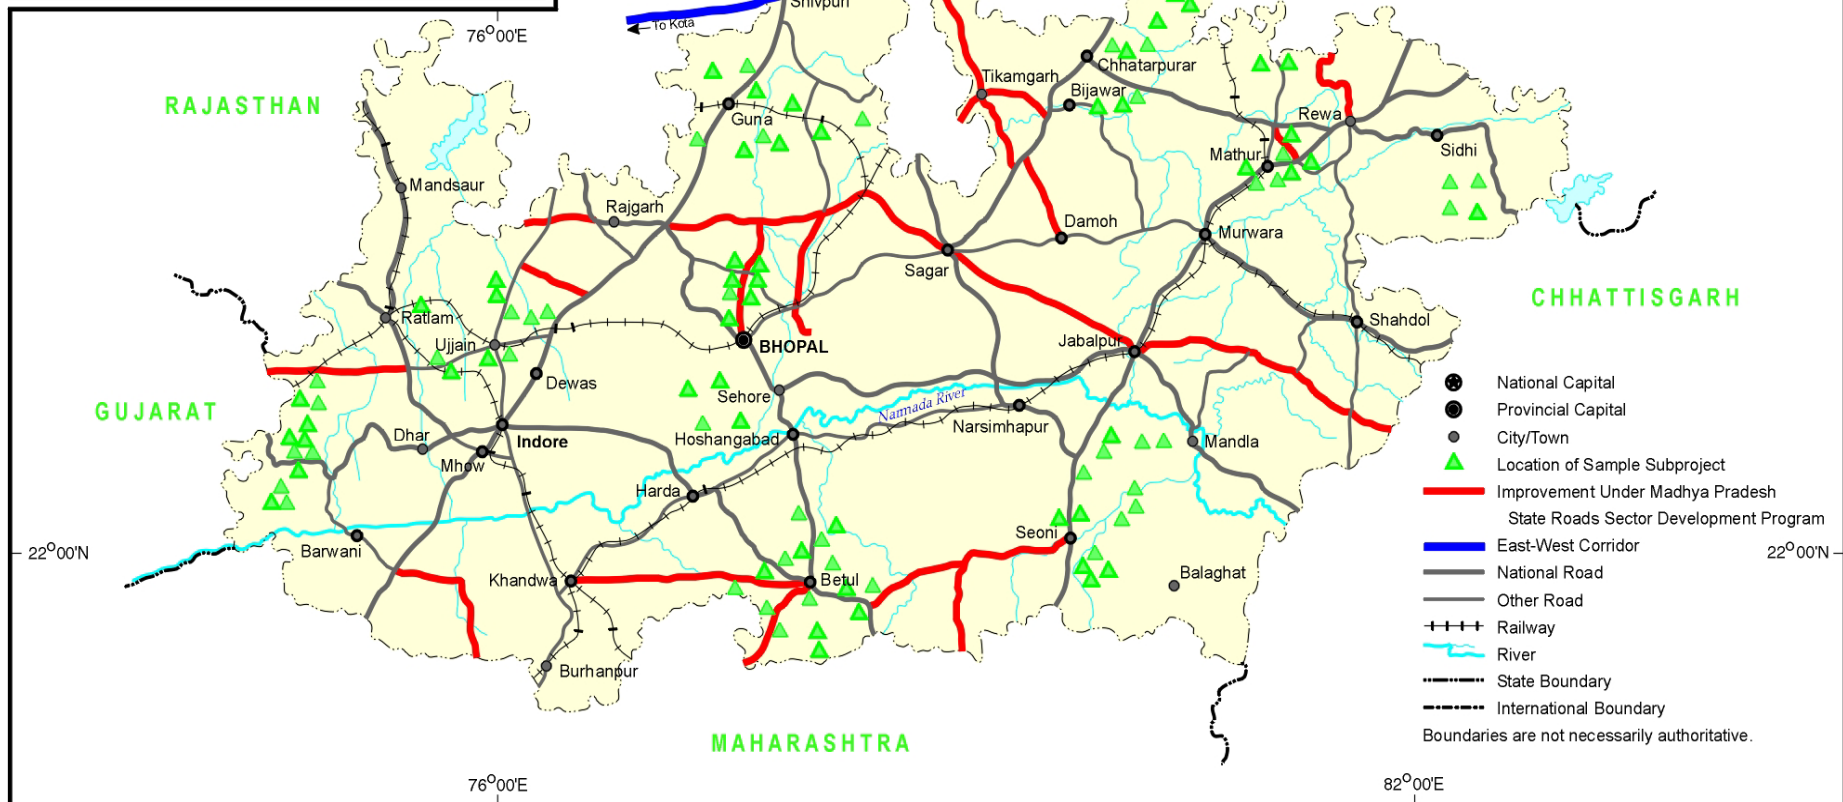 Shivpuri
To Kota
76°00'E
Tikamgarh
Chhatarpurar
Bijawar
RAJASTHAN
Guna
Rewa
Sidhi
Mathur
Mandsaur
Rajgarh
Damoh
Murwara
Sagar
CHHATTISGARH
Ratlam
Shahdol
Ujjain
BHOPAL
Jabalpur
Dewas
Sehore
National Capital
GUJARAT
Narmada River
Provincial Capital
Dhar
Indore
Hoshangabad
Narsimhapur
Mandla
City/Town
Mhow
Location of Sample Subproject
Harda
Improvement Under Madhya Pradesh
State Roads Sector Development Program
Seoni
East-West Corridor
22°00'N
Barwani
22°00'N
Khandwa
Betul
Balaghat
National Road
Other Road
Railway
Burhanpur
River
State Boundary
International Boundary
MAHARASHTRA
Boundaries are not necessarily authoritative.
76°00'E
82°00'E